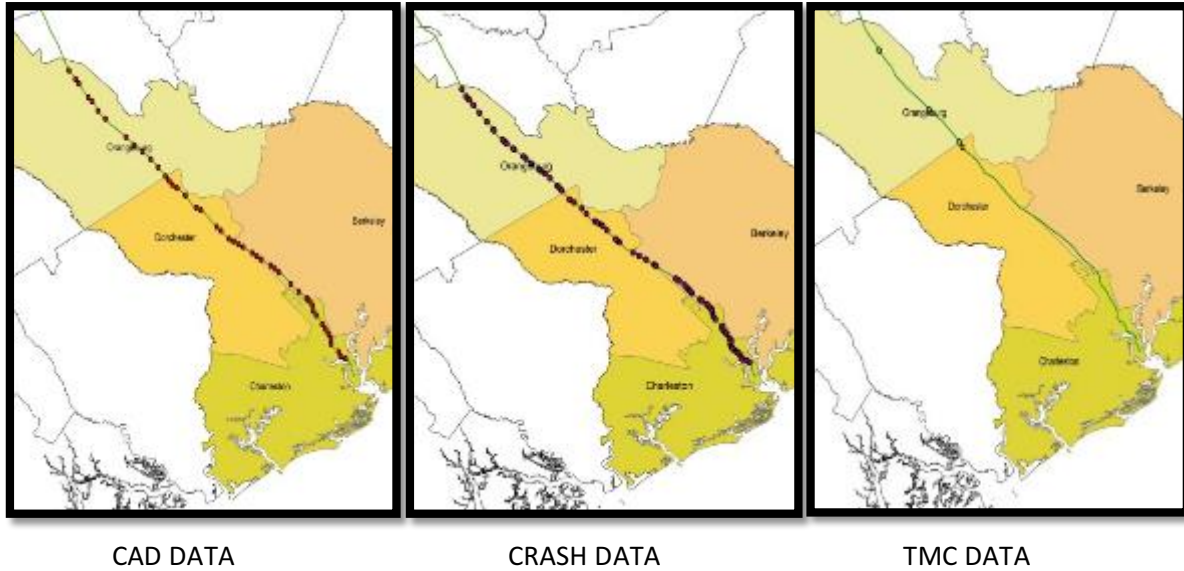 Orangeburg
Dorchester
Berkeley
Charleston
Orangeburg
Dorchester
Berkeley
Charleston
Orangeburg
Dorchester
Berkeley
Charleston
CAD DATA
CRASH DATA
TMC DATA